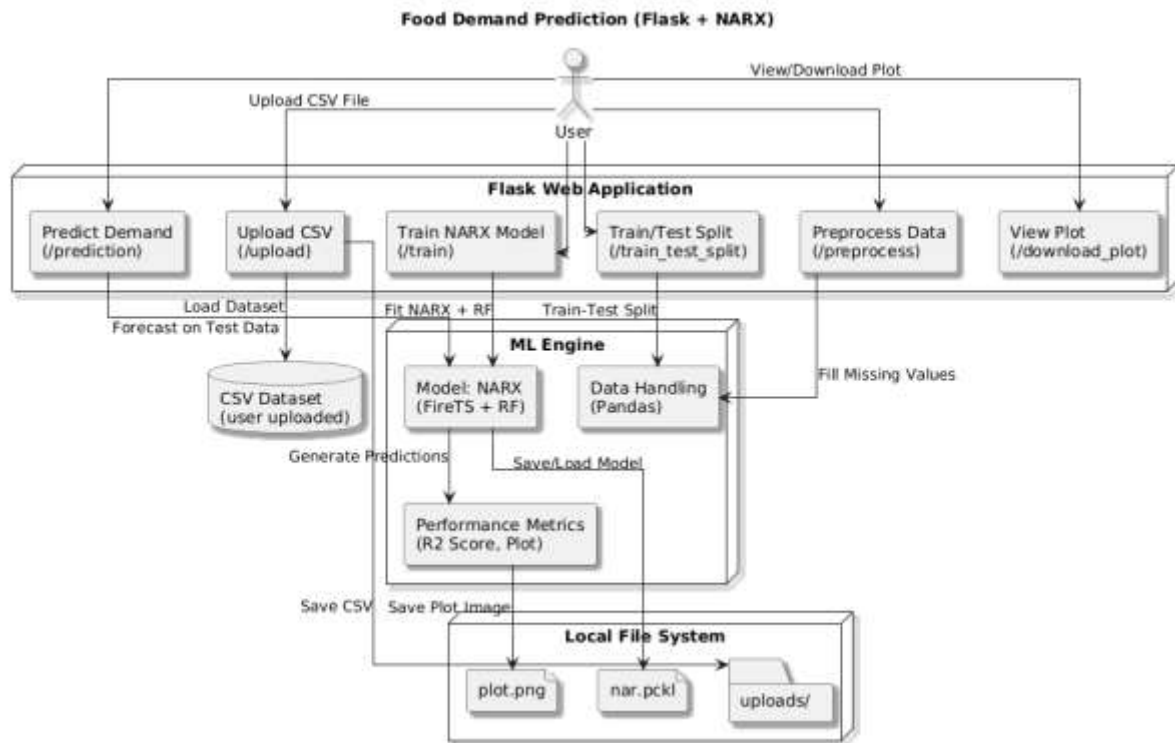 Food Demand Prediction (Flask + NARX)
View/Download Plot
Upload CSV File
User
Flask Web Application
Predict Demand
(/prediction)
Upload CSV
(/upload)
Train NARX Model
(/train)
Train/Test Split
(/train_test_split)
Preprocess Data
(/preprocess)
View Plot
(/download_plot)
Load Dataset
Fit NARX + RF
Train-Test Split
Forecast on Test Data
ML Engine
CSV Dataset
(user uploaded)
Model: NARX
(FireTS + RF)
Data Handling
(Pandas)
Fill Missing Values
Generate Predictions
Save/Load Model
Performance Metrics
(R2 Score, Plot)
Save CSV
Save Plot Image
Local File System
plot.png
nar.pckl
uploads/